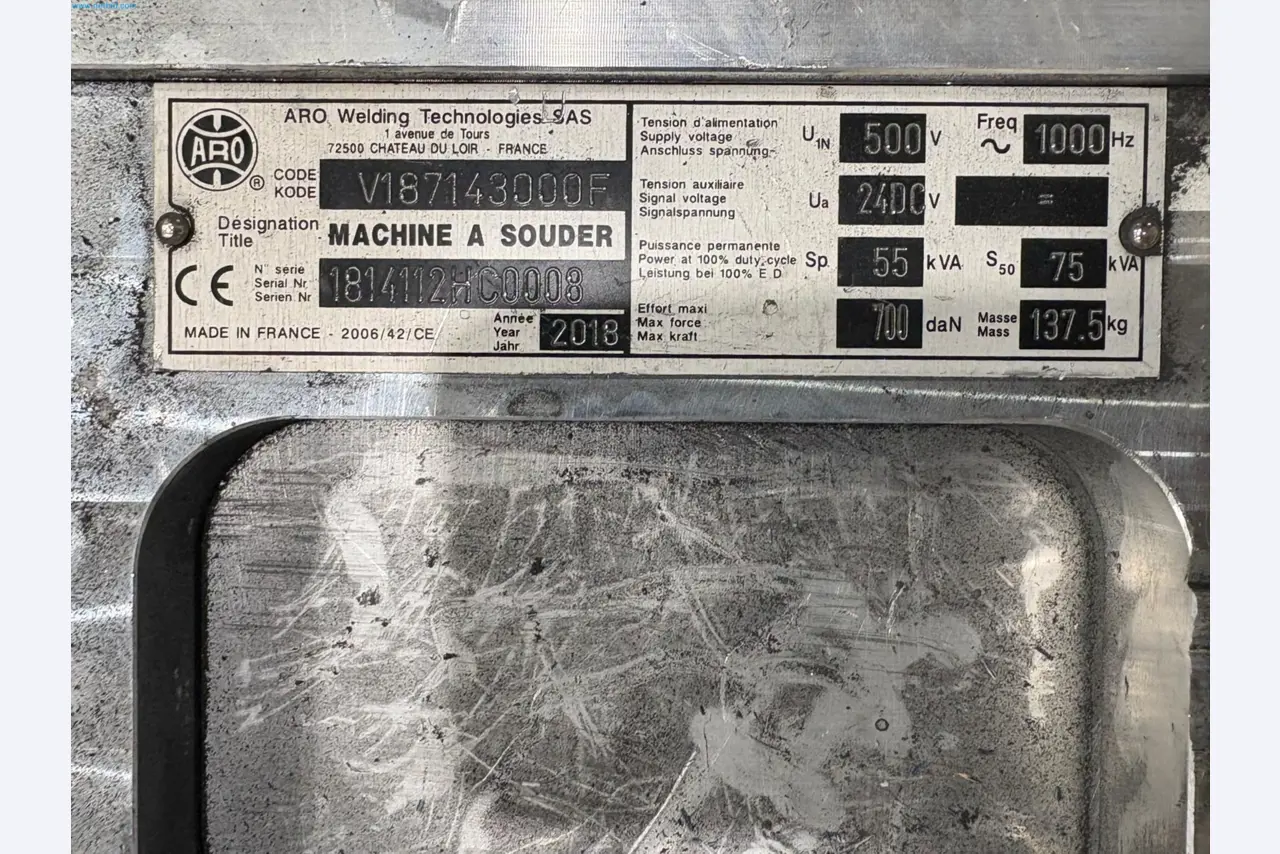 ARO Welding Technologies SAS
1 avenue de Tours
72500 CHATEAU DU LOIR - FRANCE
ARO ®
CODE
KODE
V187143000F
Désignation
Title
MACHINE A SOUDER
CE
N° serie
Serial Nr
Serien. Nr
1814112HC0008
MADE IN FRANCE - 2006/42/CE
Année
Year
Jahr
2018
Tension d'alimentation
Supply voltage
Anschluss spannung
U1N 500 V
Freq ~ 1000 Hz
Tension auxiliaire
Signal voltage
Signalspannung
Ua 24DC V
=
Puissance permanente
Power at 100% duty.cycle
Leistung bei 100% E.D
Sp 55 kVA
S50 75 kVA
Effort maxi
Max force
Max kraft
700 daN
Masse
Mass
137.5 kg